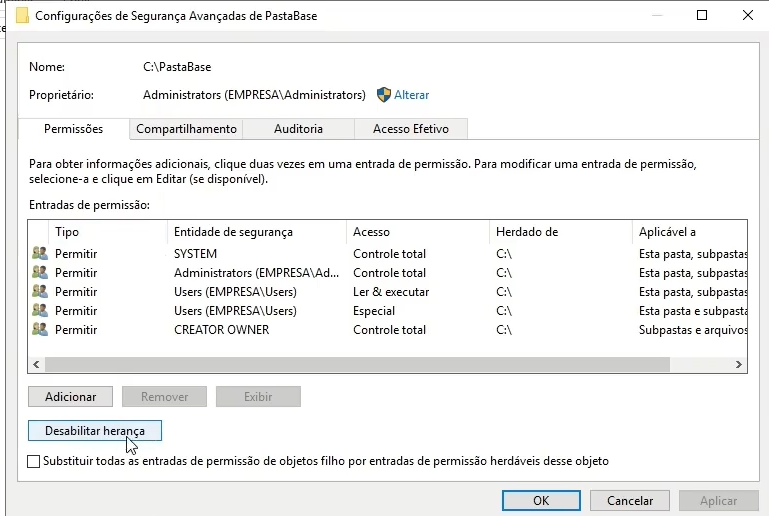 Configurações de Segurança Avançadas de PastaBase
Nome: C:\PastaBase
Proprietário: Administrators (EMPRESA\Administrators) Alterar
Permissões Compartilhamento Auditoria Acesso Efetivo
Para obter informações adicionais, clique duas vezes em uma entrada de permissão. Para modificar uma entrada de permissão,
selecione-a e clique em Editar (se disponível).
Entradas de permissão:
Tipo Entidade de segurança Acesso Herdado de Aplicável a
Permitir SYSTEM Controle total C:\ Esta pasta, subpastas
Permitir Administrators (EMPRESA\Ad... Controle total C:\ Esta pasta, subpastas
Permitir Users (EMPRESA\Users) Ler & executar C:\ Esta pasta, subpastas
Permitir Users (EMPRESA\Users) Especial C:\ Esta pasta e subpasta
Permitir CREATOR OWNER Controle total C:\ Subpastas e arquivos
Adicionar Remover Exibir
Desabilitar herança
Substituir todas as entradas de permissão de objetos filho por entradas de permissão herdáveis desse objeto
OK Cancelar Aplicar